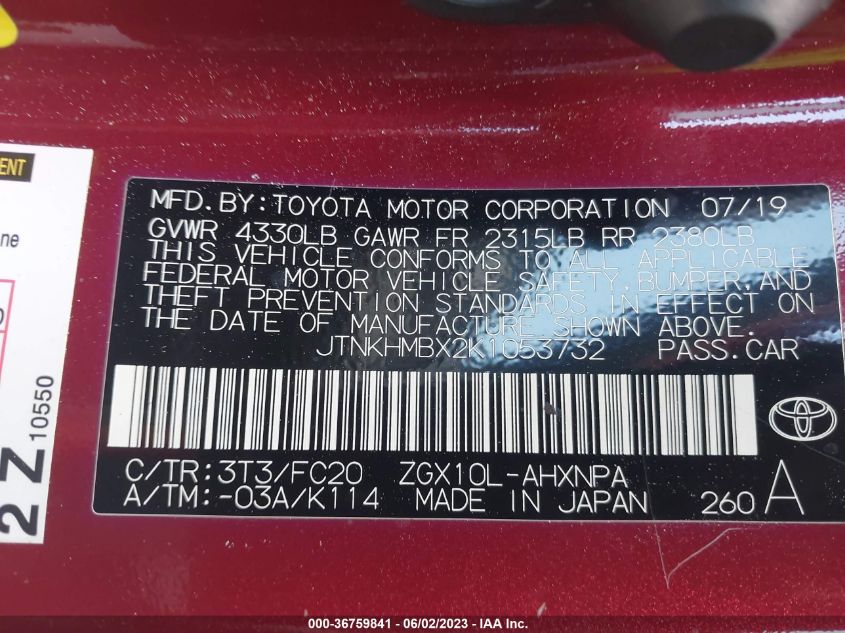 MFD. BY: TOYOTA MOTOR CORPORATION 07/19
GVWR 4330LB GAWR FR 2315LB RR 2380LB
THIS VEHICLE CONFORMS TO ALL APPLICABLE
FEDERAL MOTOR VEHICLE SAFETY, BUMPER, AND
THEFT PREVENTION STANDARDS IN EFFECT ON
THE DATE OF MANUFACTURE SHOWN ABOVE.
JTNKHMBX2K1053732 PASS.CAR
C/TR:3T3/FC20 ZGX10L-AHXNPA
A/TM:-03A/K114 MADE IN JAPAN 260 A
ENT
ne
2 Z 10550
000-36759841 - 06/02/2023 - Copyright © 2023 IAA, Inc.